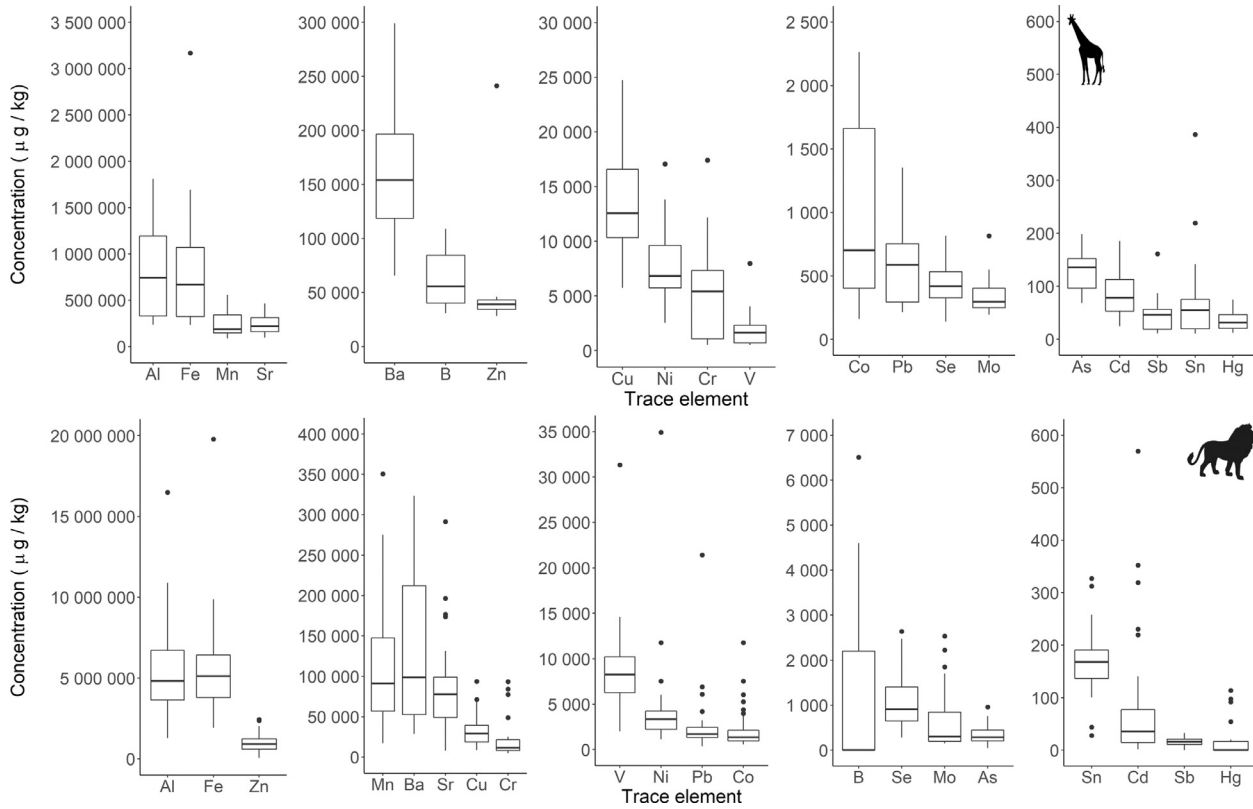 Concentration ( μg / kg)
3 500 000
3 000 000
2 500 000
2 000 000
1 500 000
1 000 000
500 000
0
Al Fe Mn Sr
300 000
250 000
200 000
150 000
100 000
50 000
0
Ba B Zn
30 000
25 000
20 000
15 000
10 000
5 000
0
Cu Ni Cr V
2 500
2 000
1 500
1 000
500
0
Co Pb Se Mo
600
500
400
300
200
100
0
As Cd Sb Sn Hg
Trace element
Concentration ( μg / kg)
20 000 000
15 000 000
10 000 000
5 000 000
0
Al Fe Zn
400 000
350 000
300 000
250 000
200 000
150 000
100 000
50 000
0
Mn Ba Sr Cu Cr
35 000
30 000
25 000
20 000
15 000
10 000
5 000
0
V Ni Pb Co
7 000
6 000
5 000
4 000
3 000
2 000
1 000
0
B Se Mo As
600
500
400
300
200
100
0
Sn Cd Sb Hg
Trace element